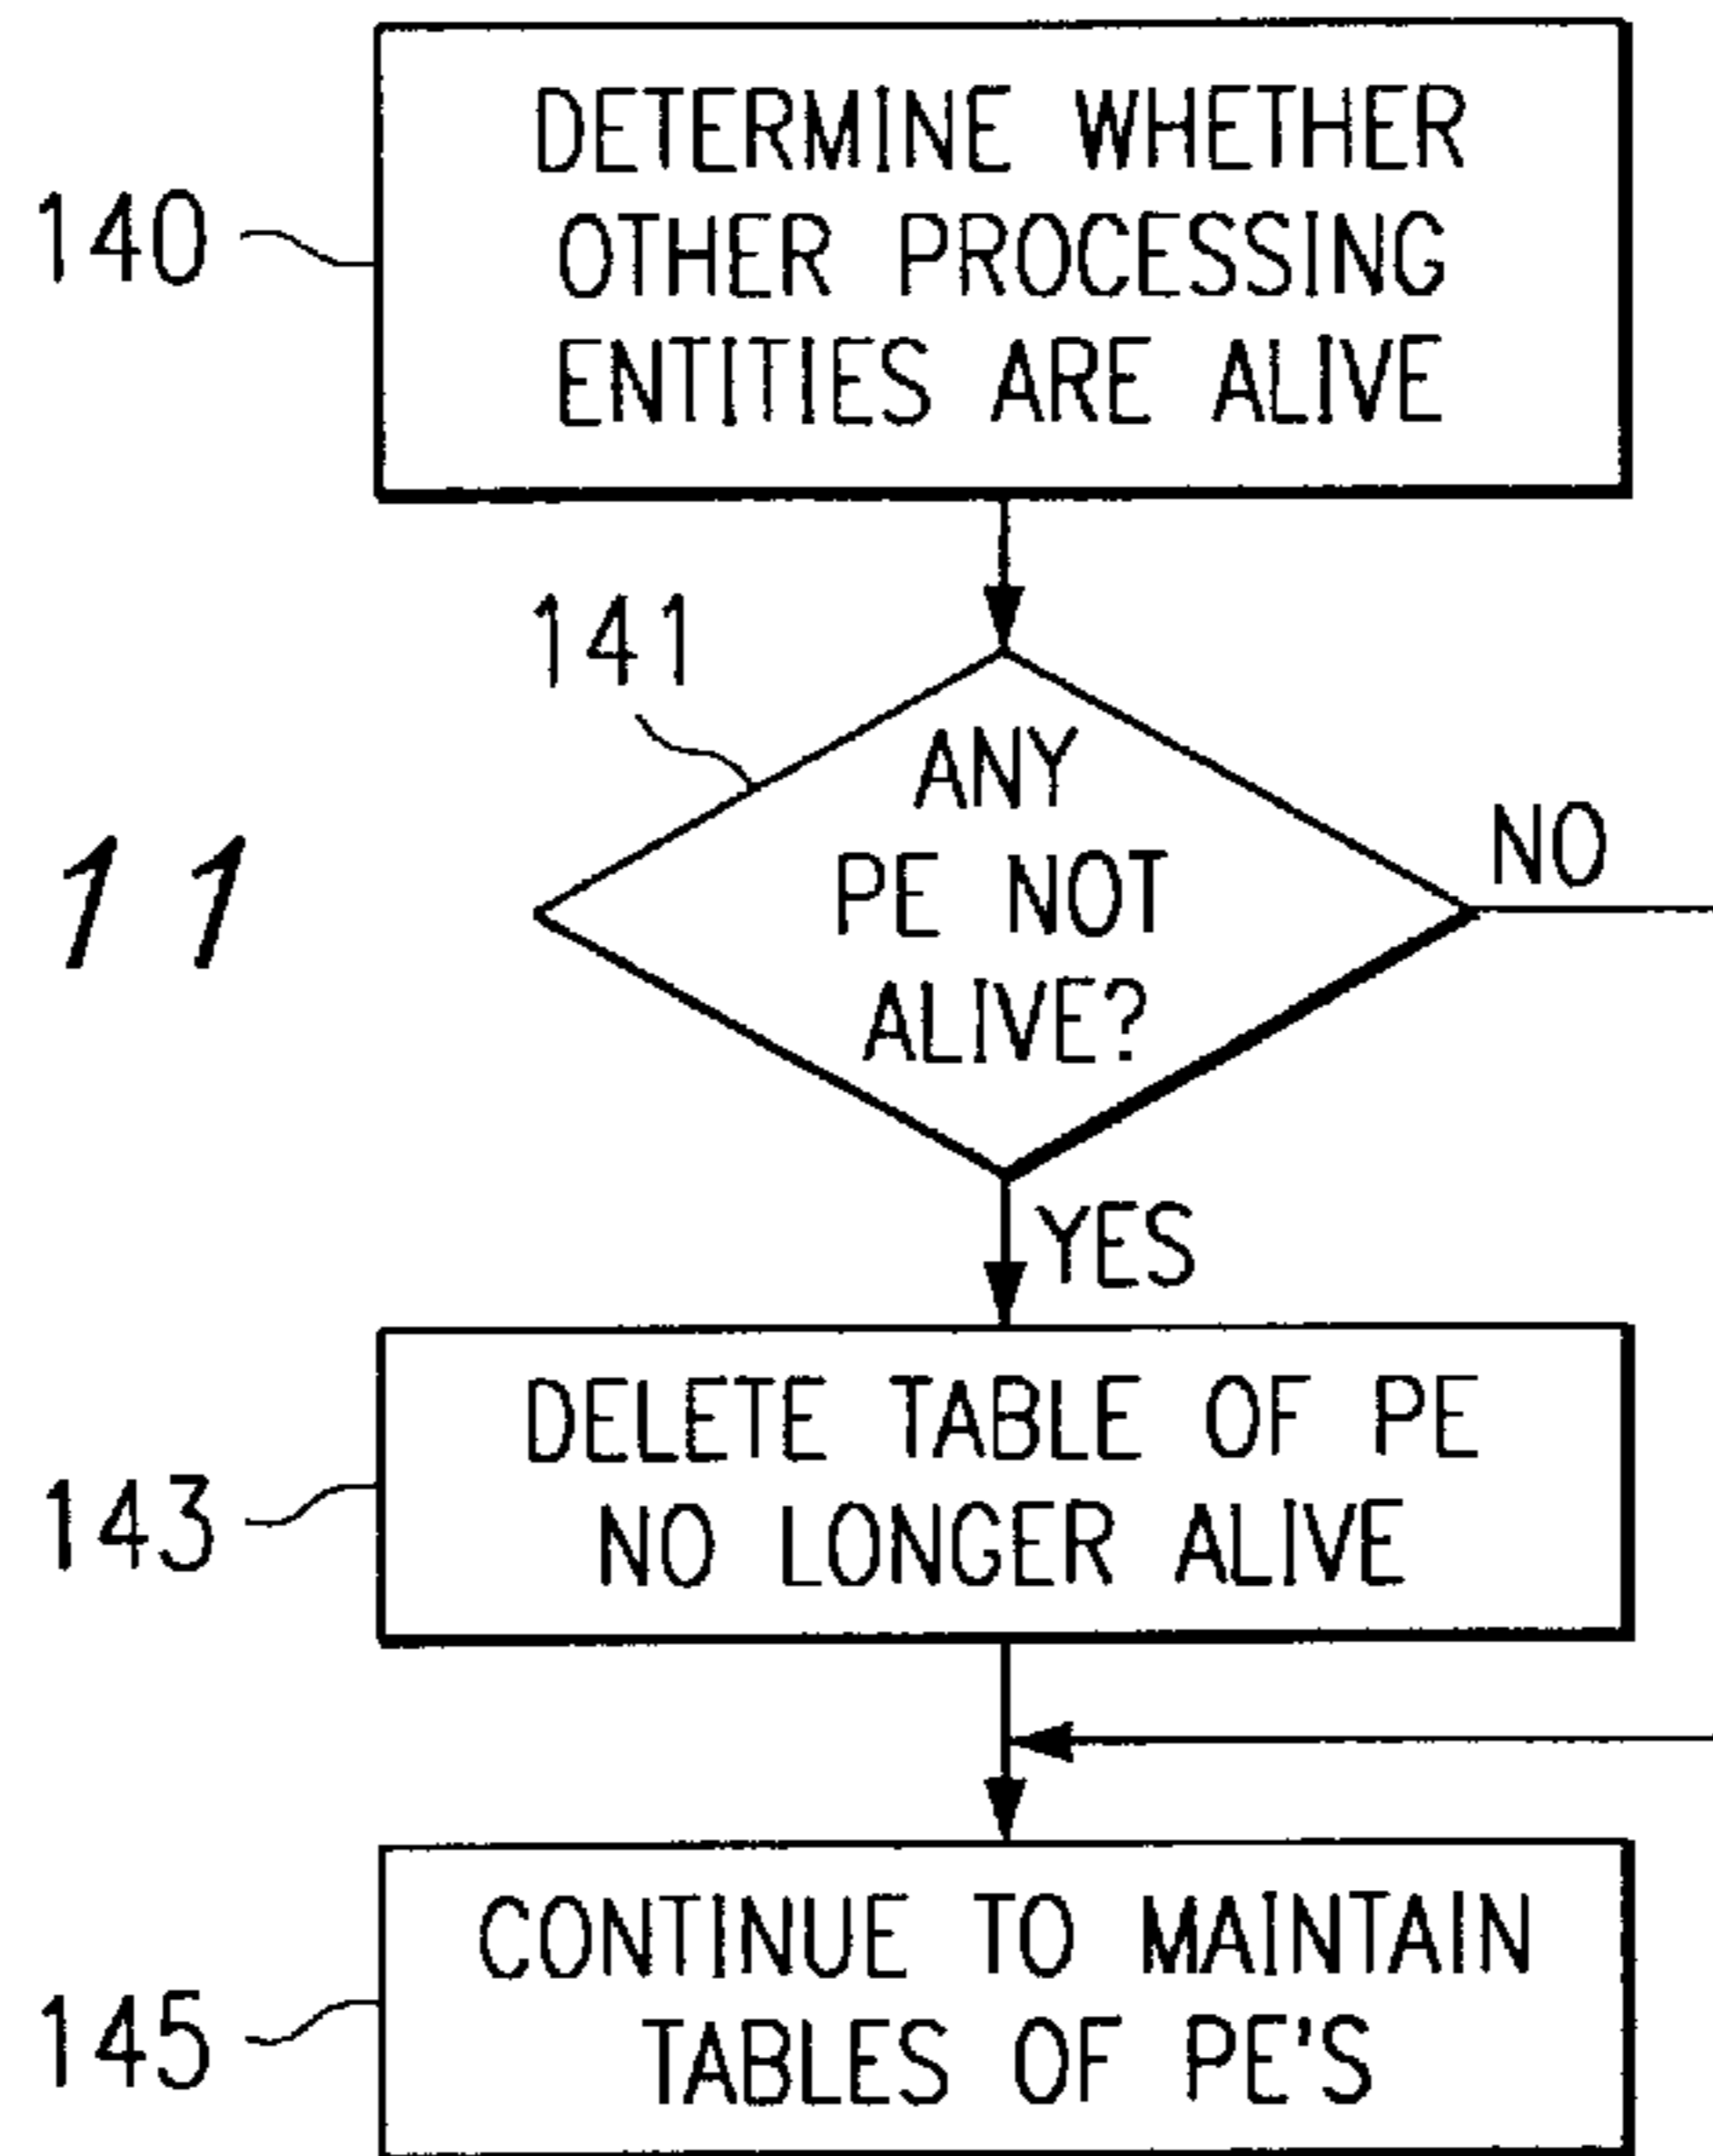 DETERMINE WHETHER
OTHER PROCESSING
ENTITIES ARE ALIVE
140
141
ANY
PE NOT
ALIVE?
NO
11
YES
DELETE TABLE OF PE
NO LONGER ALIVE
143
CONTINUE TO MAINTAIN
TABLES OF PE'S
145